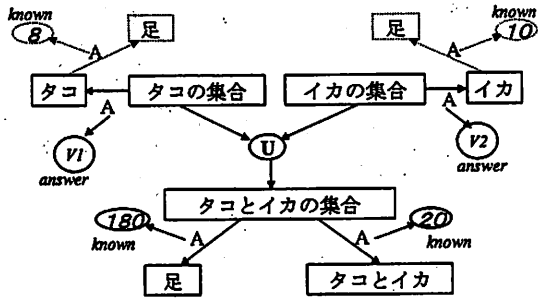 known
8
A
足
足
A
known
10
タコ
タコの集合
イカの集合
イカ
A
A
V1
answer
U
V2
answer
タコとイカの集合
180
known
A
A
20
known
足
タコとイカ